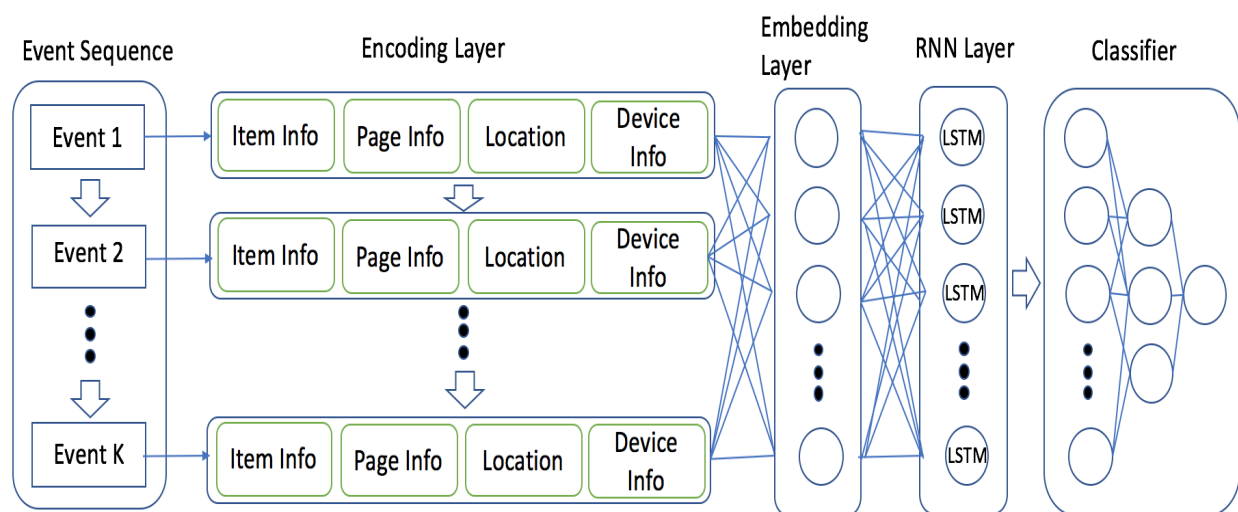 Event Sequence
Encoding Layer
Embedding
Layer
RNN Layer
Classifier
Event 1
Item Info
Page Info
Location
Device
Info
LSTM
Event 2
Item Info
Page Info
Location
Device
Info
LSTM
LSTM
Event K
Item Info
Page Info
Location
Device
Info
LSTM